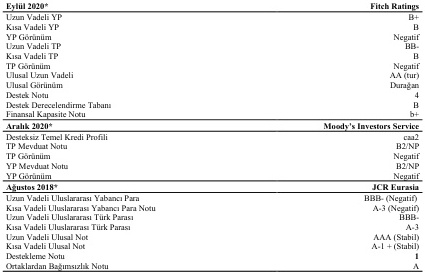 Eylül 2020* Fitch Ratings
Uzun Vadeli YP B+
Kısa Vadeli YP B
YP Görünüm Negatif
Uzun Vadeli TP BB-
Kısa Vadeli TP B
TP Görünüm Negatif
Ulusal Uzun Vadeli AA (tur)
Ulusal Görünüm Durağan
Destek Notu 4
Destek Derecelendirme Tabanı B
Finansal Kapasite Notu b+
Aralık 2020* Moody's Investors Service
Desteksiz Temel Kredi Profili caa2
TP Mevduat Notu B2/NP
TP Görünüm Negatif
YP Mevduat Notu B2/NP
YP Görünüm Negatif
Ağustos 2018* JCR Eurasia
Uzun Vadeli Uluslararası Yabancı Para BBB- (Negatif)
Kısa Vadeli Uluslararası Yabancı Para Notu A-3 (Negatif)
Uzun Vadeli Uluslararası Türk Parası BBB-
Kısa Vadeli Uluslararası Türk Parası A-3
Uzun Vadeli Ulusal Not AAA (Stabil)
Kısa Vadeli Ulusal Not A-1 + (Stabil)
Destekleme Notu 1
Ortaklardan Bağımsızlık Notu A